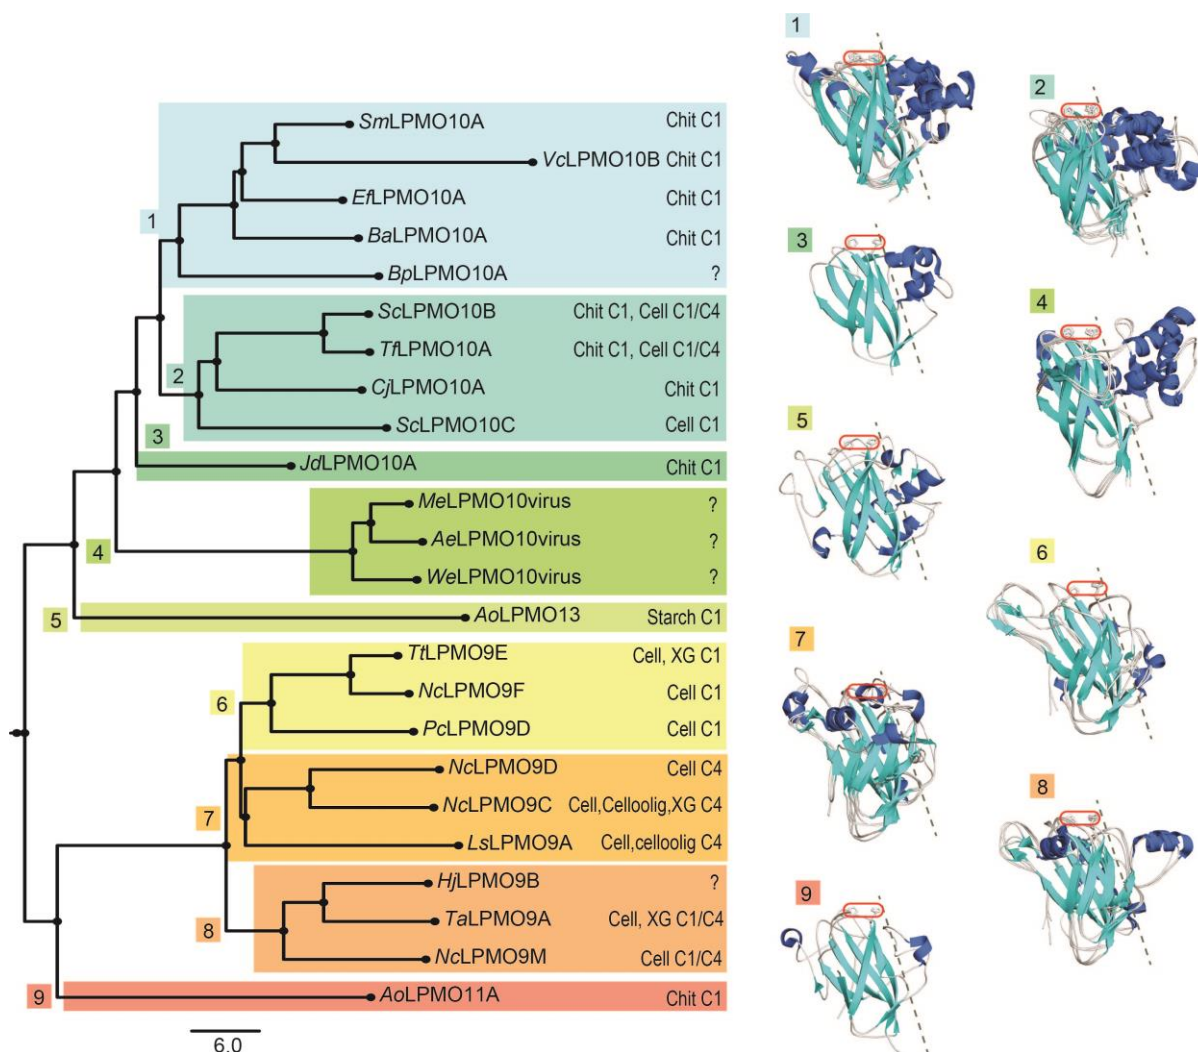 1
SmLPMO10A Chit C1
VcLPMO10B Chit C1
EfLPMO10A Chit C1
BaLPMO10A Chit C1
BpLPMO10A ?
2
ScLPMO10B Chit C1, Cell C1/C4
TfLPMO10A Chit C1, Cell C1/C4
CjLPMO10A Chit C1
ScLPMO10C Cell C1
3
JdLPMO10A Chit C1
4
MeLPMO10virus ?
AeLPMO10virus ?
WeLPMO10virus ?
5
AoLPMO13 Starch C1
6
TtLPMO9E Cell, XG C1
NcLPMO9F Cell C1
PcLPMO9D Cell C1
7
NcLPMO9D Cell C4
NcLPMO9C Cell,Celloolig,XG C4
LsLPMO9A Cell,celloolig C4
8
HjLPMO9B ?
TaLPMO9A Cell, XG C1/C4
NcLPMO9M Cell C1/C4
9
AoLPMO11A Chit C1
6.0
1
2
3
4
5
6
7
8
9